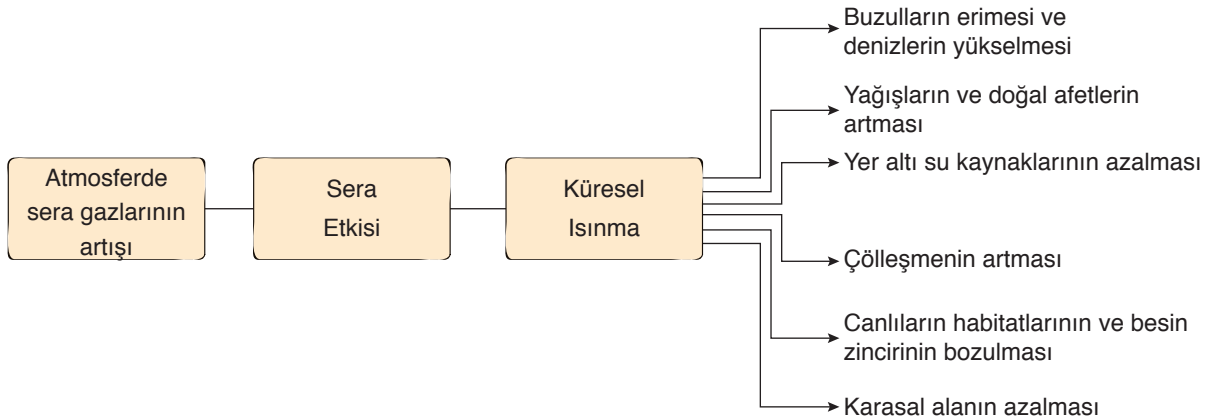 Atmosferde
sera gazlarının
artışı
Sera
Etkisi
Küresel
Isınma
Buzulların erimesi ve
denizlerin yükselmesi
Yağışların ve doğal afetlerin
artması
Yer altı su kaynaklarının azalması
Çölleşmenin artması
Canlıların habitatlarının ve besin
zincirinin bozulması
Karasal alanın azalması